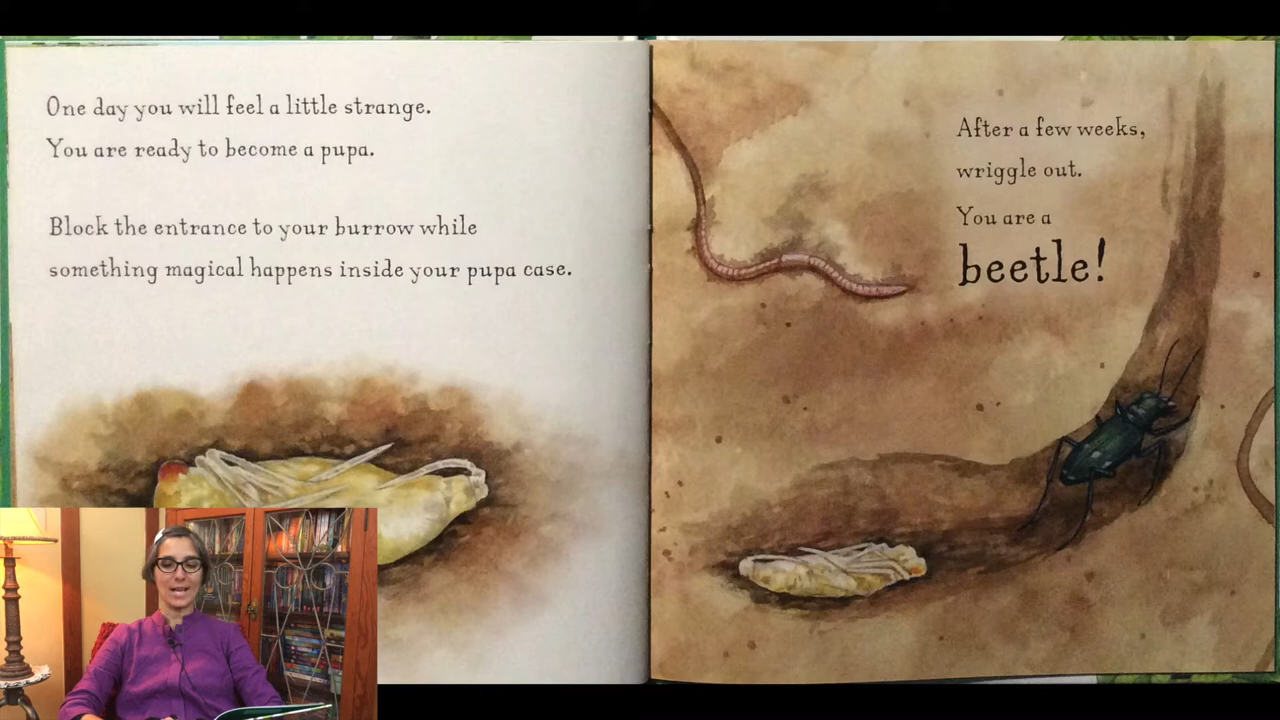 One day you will feel a little strange.
You are ready to become a pupa.
Block the entrance to your burrow while
something magical happens inside your pupa case.
After a few weeks,
wriggle out.
You are a
beetle!